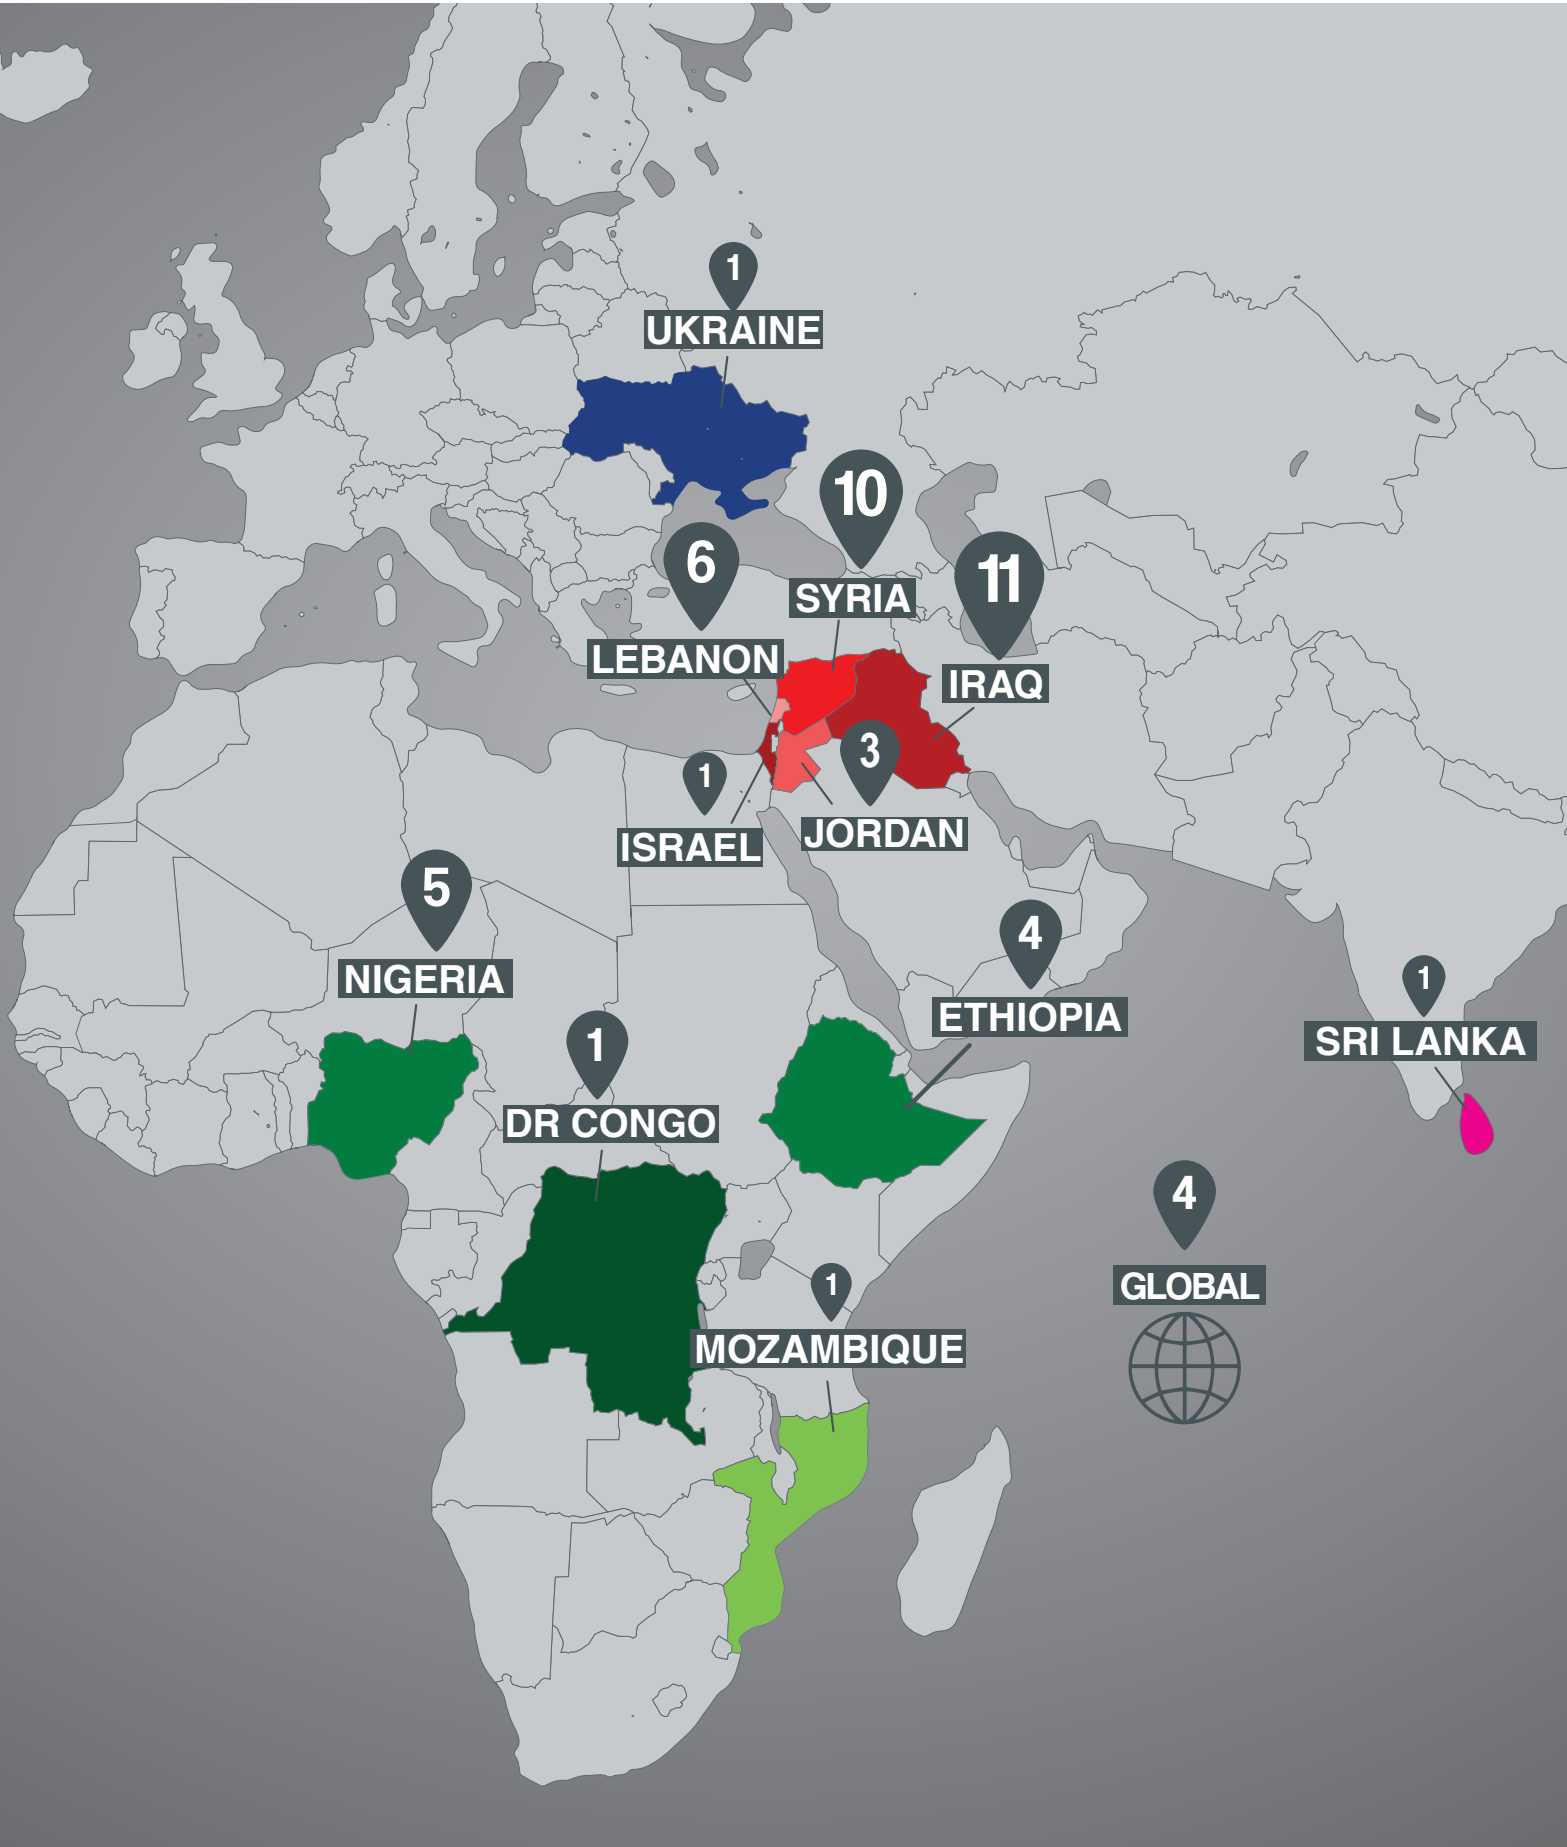 1
UKRAINE
10
SYRIA
6
LEBANON
11
IRAQ
3
JORDAN
1
ISRAEL
5
NIGERIA
4
ETHIOPIA
1
SRI LANKA
1
DR CONGO
4
GLOBAL
1
MOZAMBIQUE